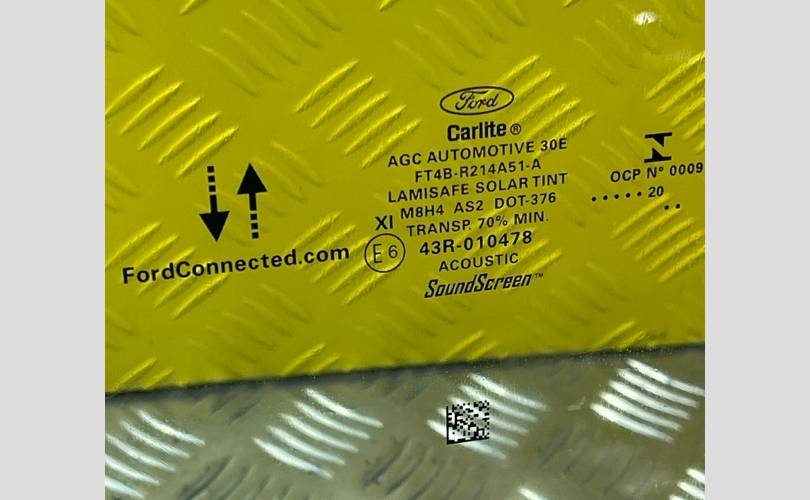 Ford
Carlite ®
AGC AUTOMOTIVE 30E
FT4B-R214A51-A
LAMISAFE SOLAR TINT
M8H4 AS2 DOT-376
TRANSP. 70% MIN.
XI
E6
43R-010478
ACOUSTIC
SoundScreen™
FordConnected.com
OCP Nº 0009
..... 20
..